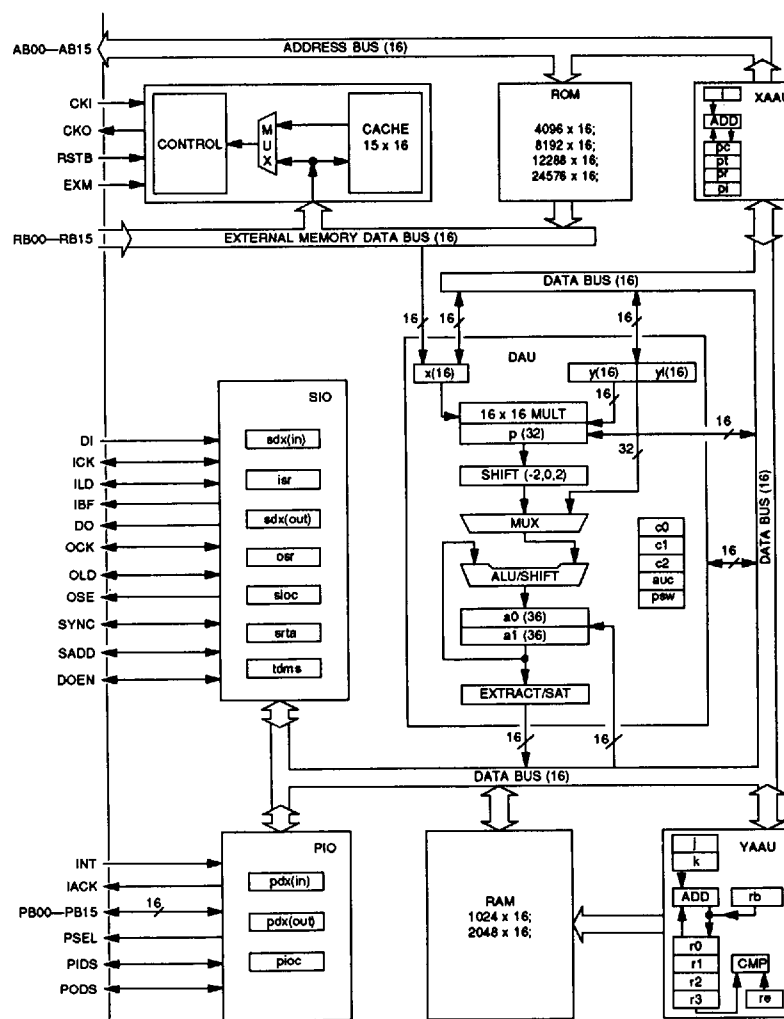 AB00—AB15
ADDRESS BUS (16)
CKI
CKO
RSTB
EXM
CONTROL
MUX
CACHE
15 x 16
ROM
4096 x 16;
8192 x 16;
12288 x 16;
24576 x 16;
XAAU
i
ADD
pc
pt
pr
pi
RB00—RB15
EXTERNAL MEMORY DATA BUS (16)
DATA BUS (16)
16
16
16
DAU
x(16)
y(16)
yl(16)
16
16 x 16 MULT
p (32)
16
32
SHIFT (-2,0,2)
MUX
ALU/SHIFT
a0 (36)
a1 (36)
EXTRACT/SAT
c0
c1
c2
auc
psw
16
DATA BUS (16)
16
16
SIO
sdx(in)
isr
sdx(out)
osr
sioc
srta
tdms
DI
ICK
ILD
IBF
DO
OCK
OLD
OSE
SYNC
SADD
DOEN
DATA BUS (16)
PIO
pdx(in)
pdx(out)
pioc
INT
IACK
PB00—PB15
16
PSEL
PIDS
PODS
RAM
1024 x 16;
2048 x 16;
YAAU
j
k
ADD
rb
r0
r1
r2
r3
CMP
re